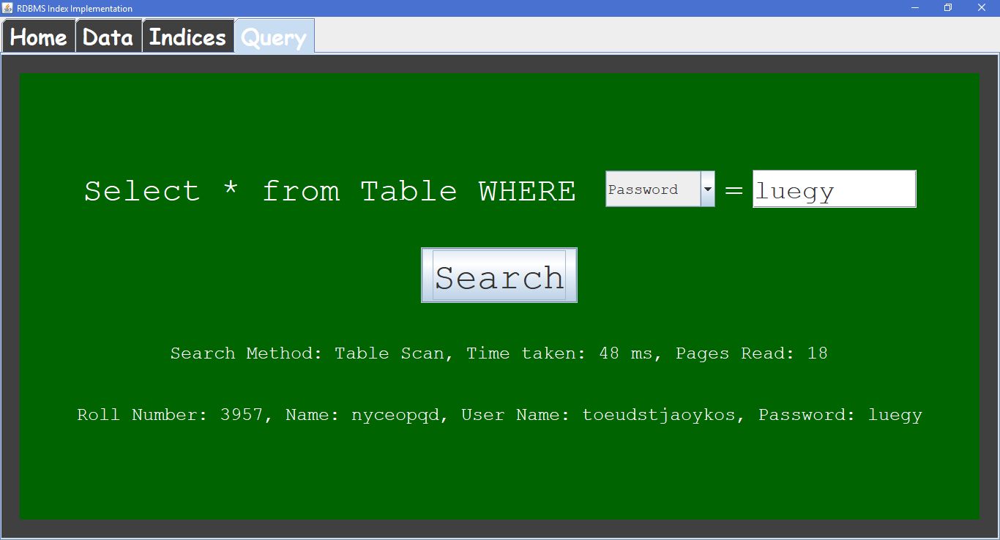 RDBMS Index Implementation
Home Data Indices Query
Select * from Table WHERE Password = luegy
Search
Search Method: Table Scan, Time taken: 48 ms, Pages Read: 18
Roll Number: 3957, Name: nyceopqd, User Name: toeudstjaoykos, Password: luegy